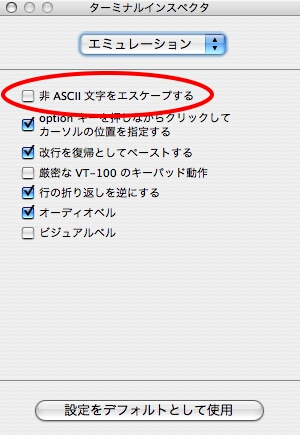 ターミナルインスペクタ
エミュレーション
非 ASCII 文字をエスケープする
option キーを押しながらクリックして
カーソルの位置を指定する
改行を復帰としてペーストする
厳密な VT-100 のキーパッド動作
行の折り返しを逆にする
オーディオベル
ビジュアルベル
設定をデフォルトとして使用